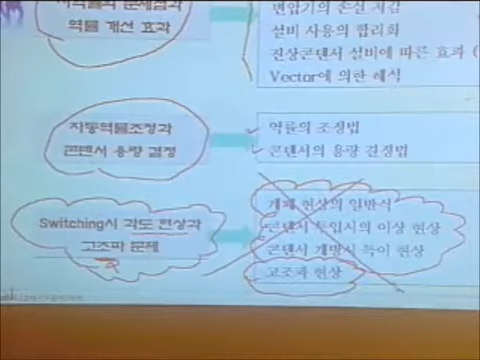 역률 개선 효과
변압기의 손실 저감
설비 사용의 합리화
진상콘덴서 설비에 따른 효과 (
Vector에 의한 해석
자동역률조정과
콘덴서 용량 결정
역률의 조정법
콘덴서의 용량 결정법
Switching시 각도 현상과
고조파 문제
개폐 현상의 일반식
콘덴서 투입시의 이상 현상
콘덴서 개방시 특이 현상
고조파 현상